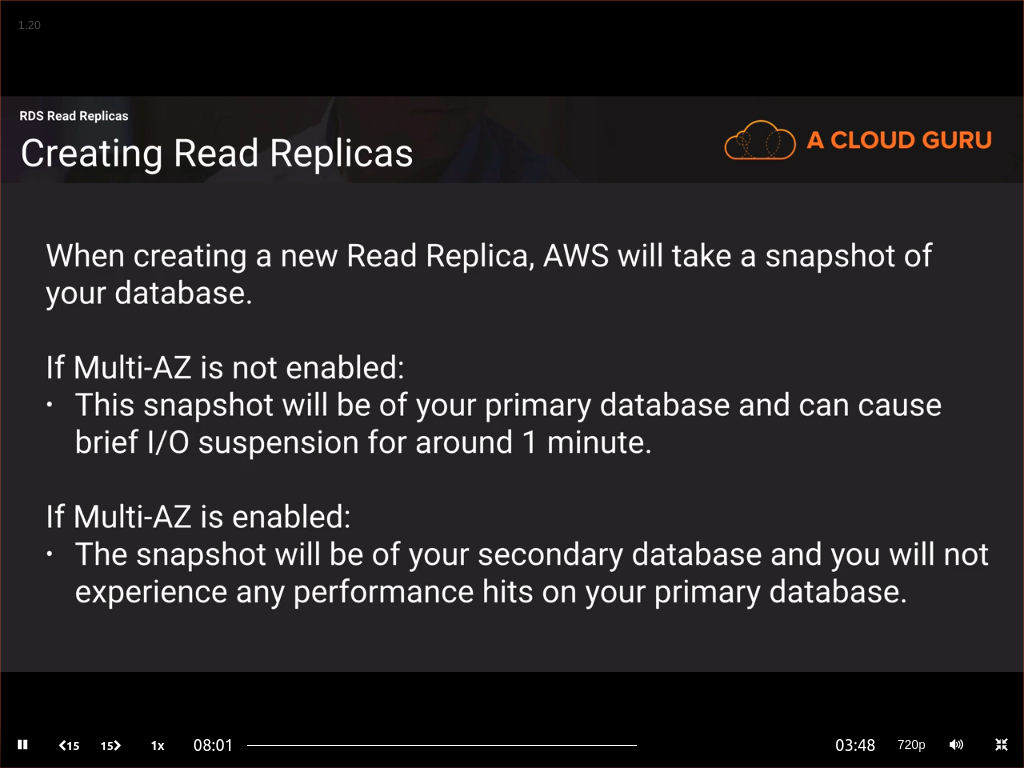 1.20
RDS Read Replicas
Creating Read Replicas
A CLOUD GURU
When creating a new Read Replica, AWS will take a snapshot of
your database.
If Multi-AZ is not enabled:
• This snapshot will be of your primary database and can cause
brief I/O suspension for around 1 minute.
If Multi-AZ is enabled:
• The snapshot will be of your secondary database and you will not
experience any performance hits on your primary database.
15 15 1x 08:01 03:48 720p